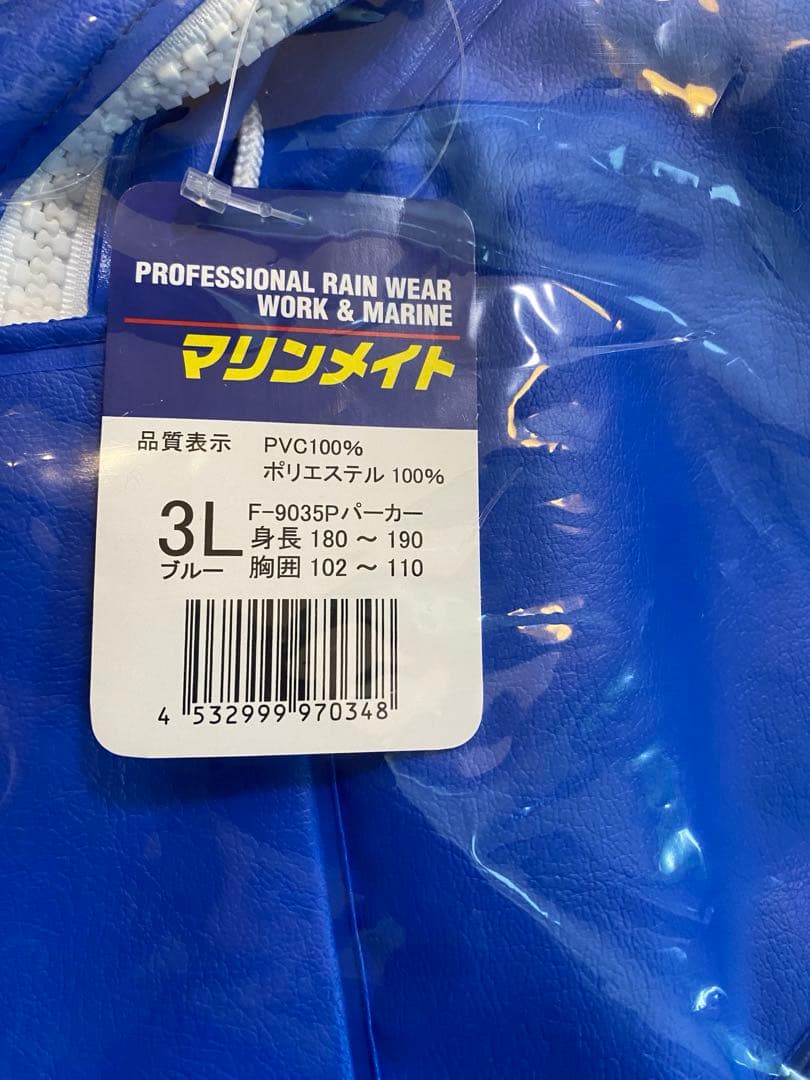 PROFESSIONAL RAIN WEAR
WORK & MARINE
マリンメイト
品質表示 PVC100%
ポリエステル 100%
3L
ブルー
F-9035Pパーカー
身長 180 ～ 190
胸囲 102 ～ 110
4 532999 970348